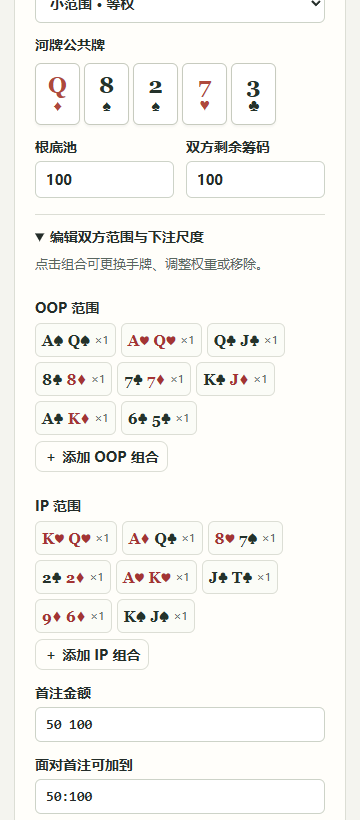 小范围 • 等权
河牌公共牌
Q♦ 8♠ 2♠ 7♥ 3♣
根底池 双方剩余筹码
100 100
▼ 编辑双方范围与下注尺度
点击组合可更换手牌、调整权重或移除。
OOP 范围
A♠ Q♠ ×1 A♥ Q♥ ×1 Q♣ J♣ ×1
8♣ 8♦ ×1 7♣ 7♦ ×1 K♣ J♦ ×1
A♣ K♦ ×1 6♣ 5♣ ×1
+ 添加 OOP 组合
IP 范围
K♥ Q♥ ×1 A♦ Q♣ ×1 8♥ 7♠ ×1
2♣ 2♦ ×1 A♥ K♥ ×1 J♣ T♣ ×1
9♦ 6♦ ×1 K♠ J♠ ×1
+ 添加 IP 组合
首注金额
50 100
面对首注可加到
50:100